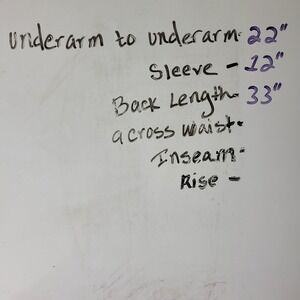 Underarm to underarm- 22"
Sleeve - 12"
Back Length- 33"
across waist-
Inseam-
Rise -